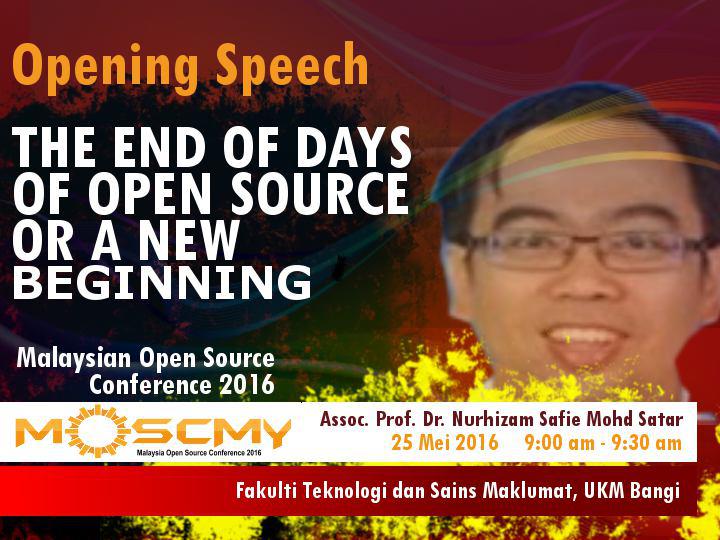 Opening Speech
THE END OF DAYS
OF OPEN SOURCE
OR A NEW
BEGINNING
Malaysian Open Source
Conference 2016
MOSCMY
Malaysia Open Source Conference 2016
Assoc. Prof. Dr. Nurhizam Safie Mohd Satar
25 Mei 2016 9:00 am - 9:30 am
Fakulti Teknologi dan Sains Maklumat, UKM Bangi